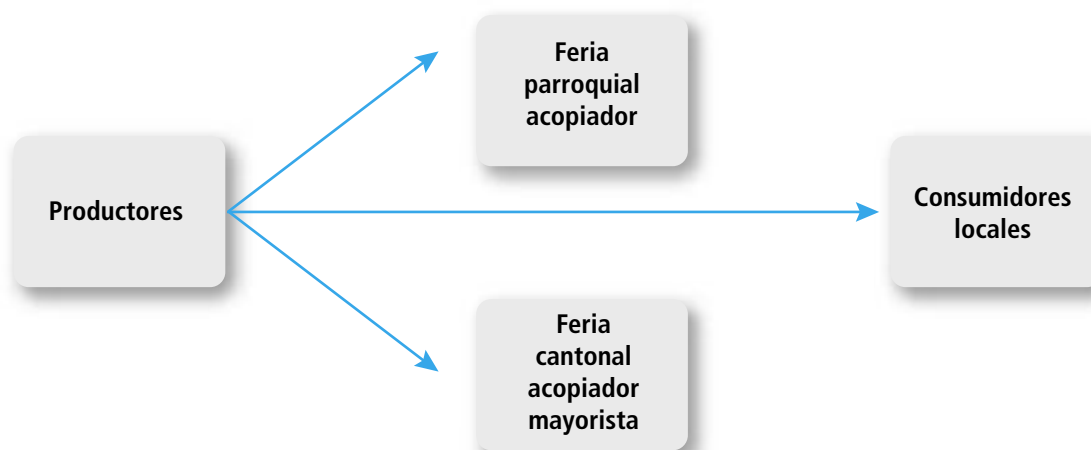 Feria
parroquial
acopiador
Productores
Consumidores
locales
Feria
cantonal
acopiador
mayorista